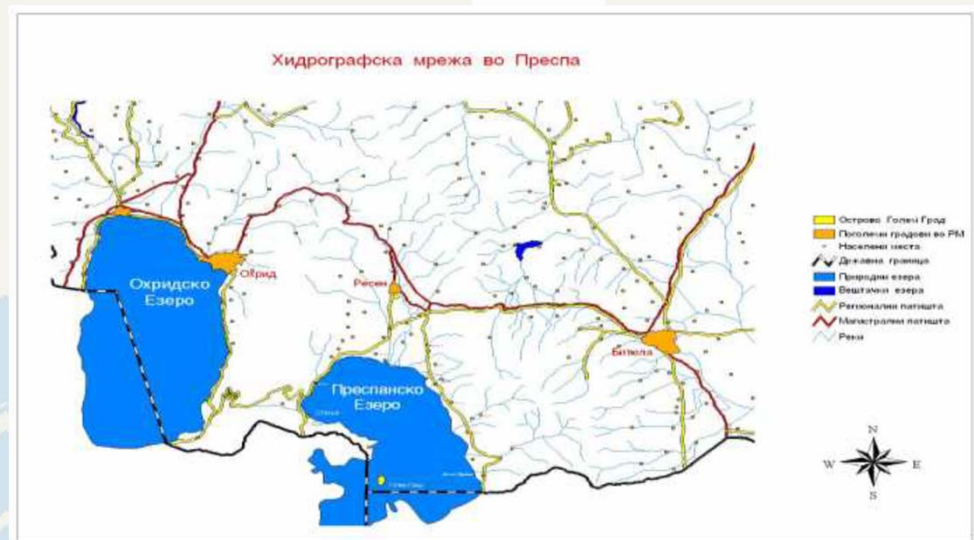 Хидрографска мрежа во Преспа
Охридско
Езеро
Охрид
Ресен
Преспанско
Езеро
Битола
Острово Голем Град
Поголеми градови во РМ
Населени места
Државна граница
Природни езера
Вештачки езера
Регионални патишта
Магистрални патишта
Реки
N
W
E
S